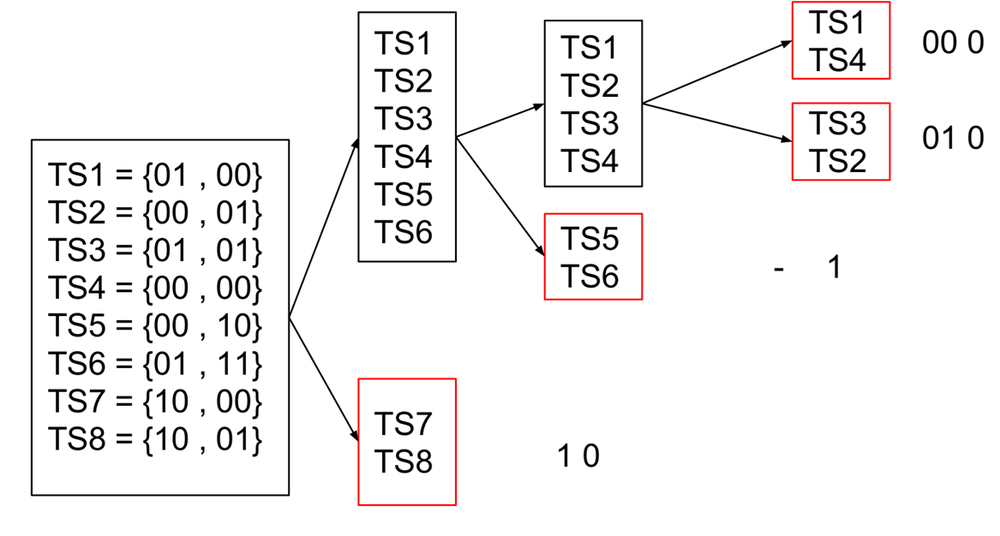 TS1 = {01 , 00}
TS2 = {00 , 01}
TS3 = {01 , 01}
TS4 = {00 , 00}
TS5 = {00 , 10}
TS6 = {01 , 11}
TS7 = {10 , 00}
TS8 = {10 , 01}
TS1
TS2
TS3
TS4
TS5
TS6
TS7
TS8
1 0
TS1
TS2
TS3
TS4
TS5
TS6
- 1
TS1
TS4
00 0
TS3
TS2
01 0